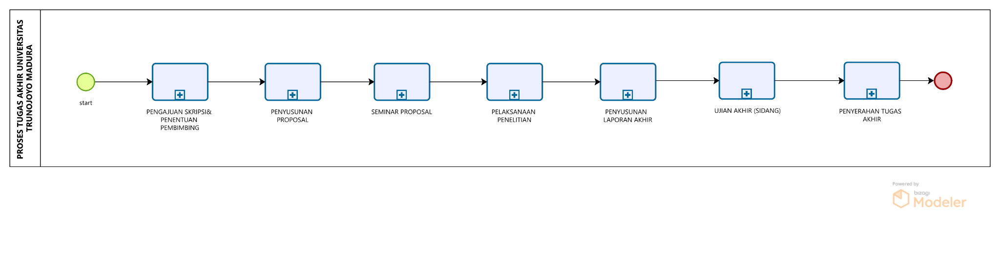 PROSES TUGAS AKHIR UNIVERSITAS
TRUNOJOYO MADURA
start
PENGAJUAN SKRIPSI&
PENENTUAN
PEMBIMBING
PENYUSUNAN
PROPOSAL
SEMINAR PROPOSAL
PELAKSANAAN
PENELITIAN
PENYUSUNAN
LAPORAN AKHIR
UJIAN AKHIR (SIDANG)
PENYERAHAN TUGAS
AKHIR
Powered by
bizagi
Modeler